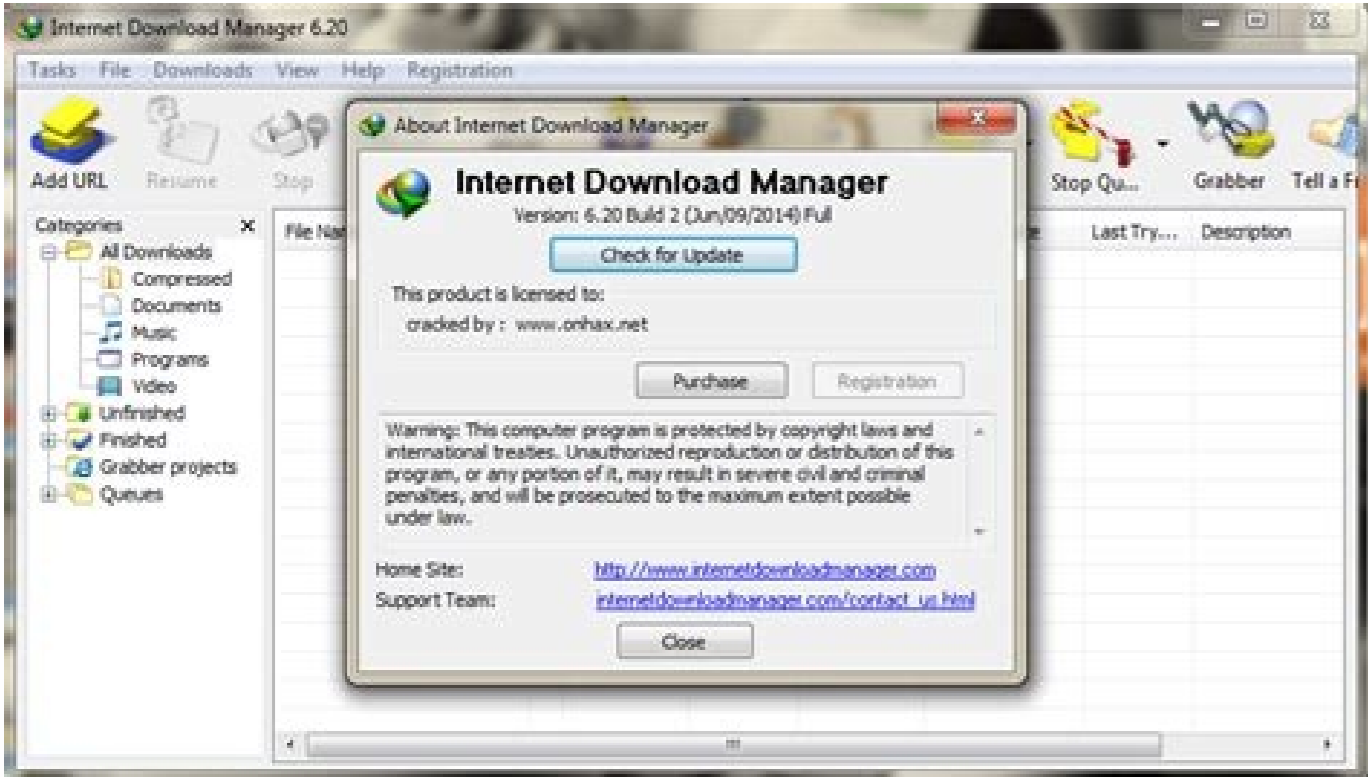 Internet Download Manager 6.20
Tasks File Downloads View Help Registration
Add URL
Resume
Stop
Stop Qu...
Grabber
Tell a F
Categories
All Downloads
Compressed
Documents
Music
Programs
Video
Unfinished
Finished
Grabber projects
Queues
File Nam
Last Try...
Description
About Internet Download Manager
Internet Download Manager
Version: 6.20 Build 2 (Jun/09/2014) Full
Check for Update
This product is licensed to:
cracked by : www.onhax.net
Purchase
Registration
Warning: This computer program is protected by copyright laws and
international treaties. Unauthorized reproduction or distribution of this
program, or any portion of it, may result in severe civil and criminal
penalties, and will be prosecuted to the maximum extent possible
under law.
Home Site: http://www.internetdownloadmanager.com
Support Team: internetdownloadmanager.com/contact_us.html
Close